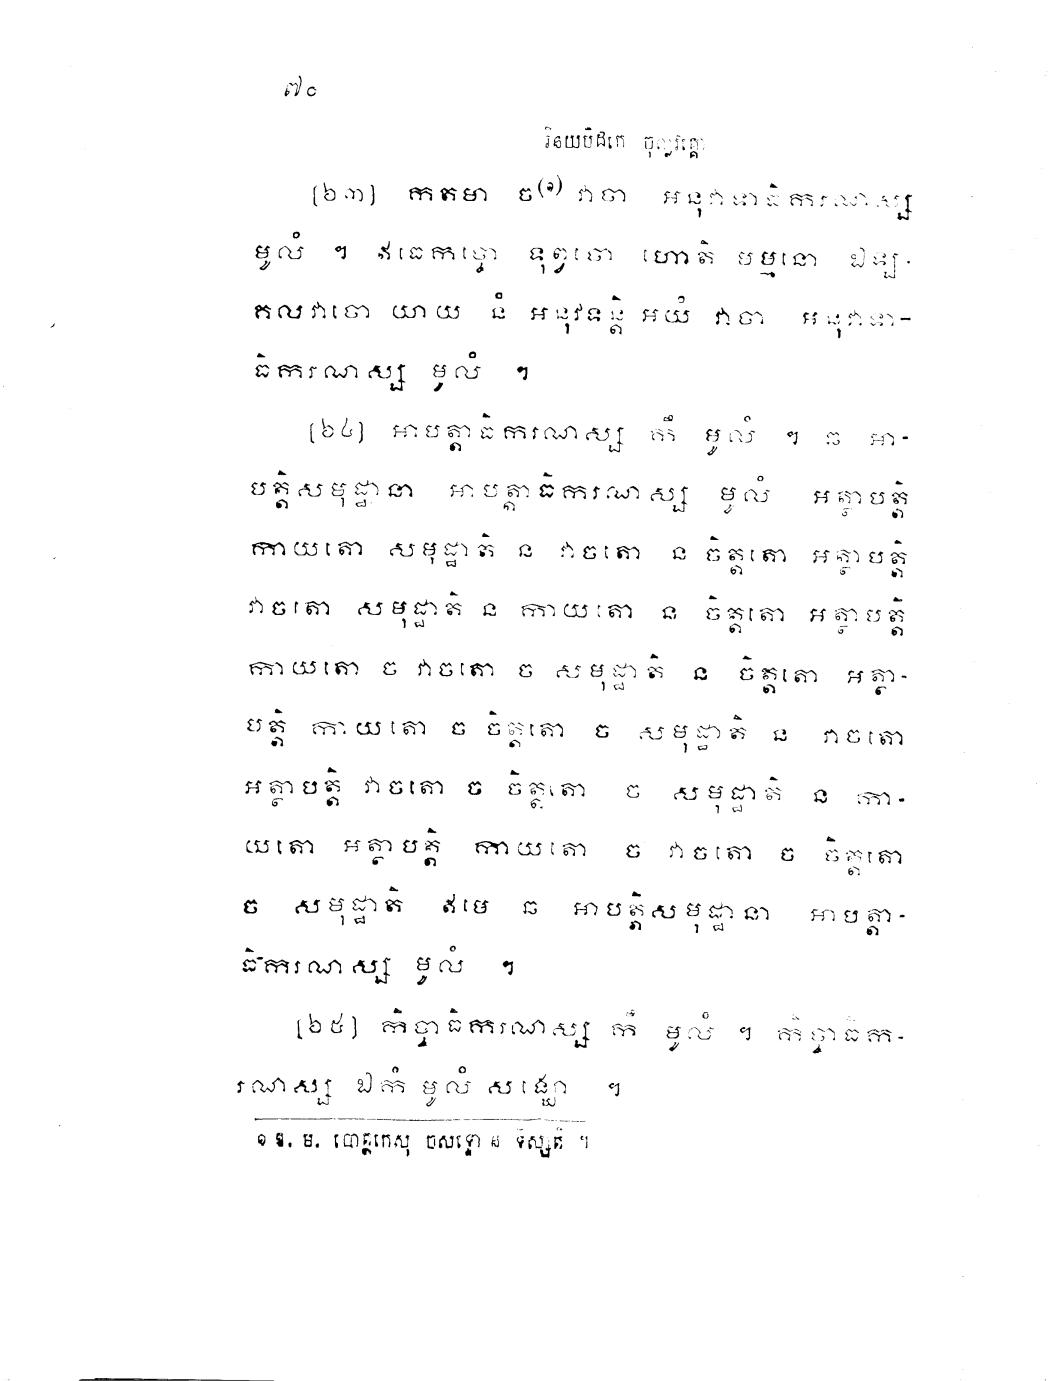 ៧០
វិនយបិដកេ ចុល្លវគ្គោ
[៦៣] កតមា ច(១) វាចា អនុវាទាធិករណស្ស
មូលំ ។ ឥធេកច្ចោ ទុព្វចោ ហោតិ មម្មនោ ឯឡ-
គលវាចោ យាយ នំ អនុវទន្តិ អយំ វាចា អនុវាទា-
ធិករណស្ស មូលំ ។
[៦៤] អាបត្តាធិករណស្ស កឹ មូលំ ។ ឆ អា-
បត្តិសមុដ្ឋានា អាបត្តាធិករណស្ស មូលំ អត្ថាបត្តិ
កាយតោ សមុដ្ឋាតិ ន វាចតោ ន ចិត្តតោ អត្ថាបត្តិ
វាចតោ សមុដ្ឋាតិ ន កាយតោ ន ចិត្តតោ អត្ថាបត្តិ
កាយតោ ច វាចតោ ច សមុដ្ឋាតិ ន ចិត្តតោ អត្ថា-
បត្តិ កាយតោ ច ចិត្តតោ ច សមុដ្ឋាតិ ន វាចតោ
អត្ថាបត្តិ វាចតោ ច ចិត្តតោ ច សមុដ្ឋាតិ ន កា-
យតោ អត្ថាបត្តិ កាយតោ ច វាចតោ ច ចិត្តតោ
ច សមុដ្ឋាតិ ឥមេ ឆ អាបត្តិសមុដ្ឋានា អាបត្តា-
ធិករណស្ស មូលំ ។
[៦៥] កិច្ចាធិករណស្ស កឹ មូលំ ។ កិច្ចាធិក-
រណស្ស ឯកំ មូលំ សង្ឃោ ។
១ ឱ. ម. បោត្ថកេសុ ចសទ្ទោ ន ទិស្សតិ ។